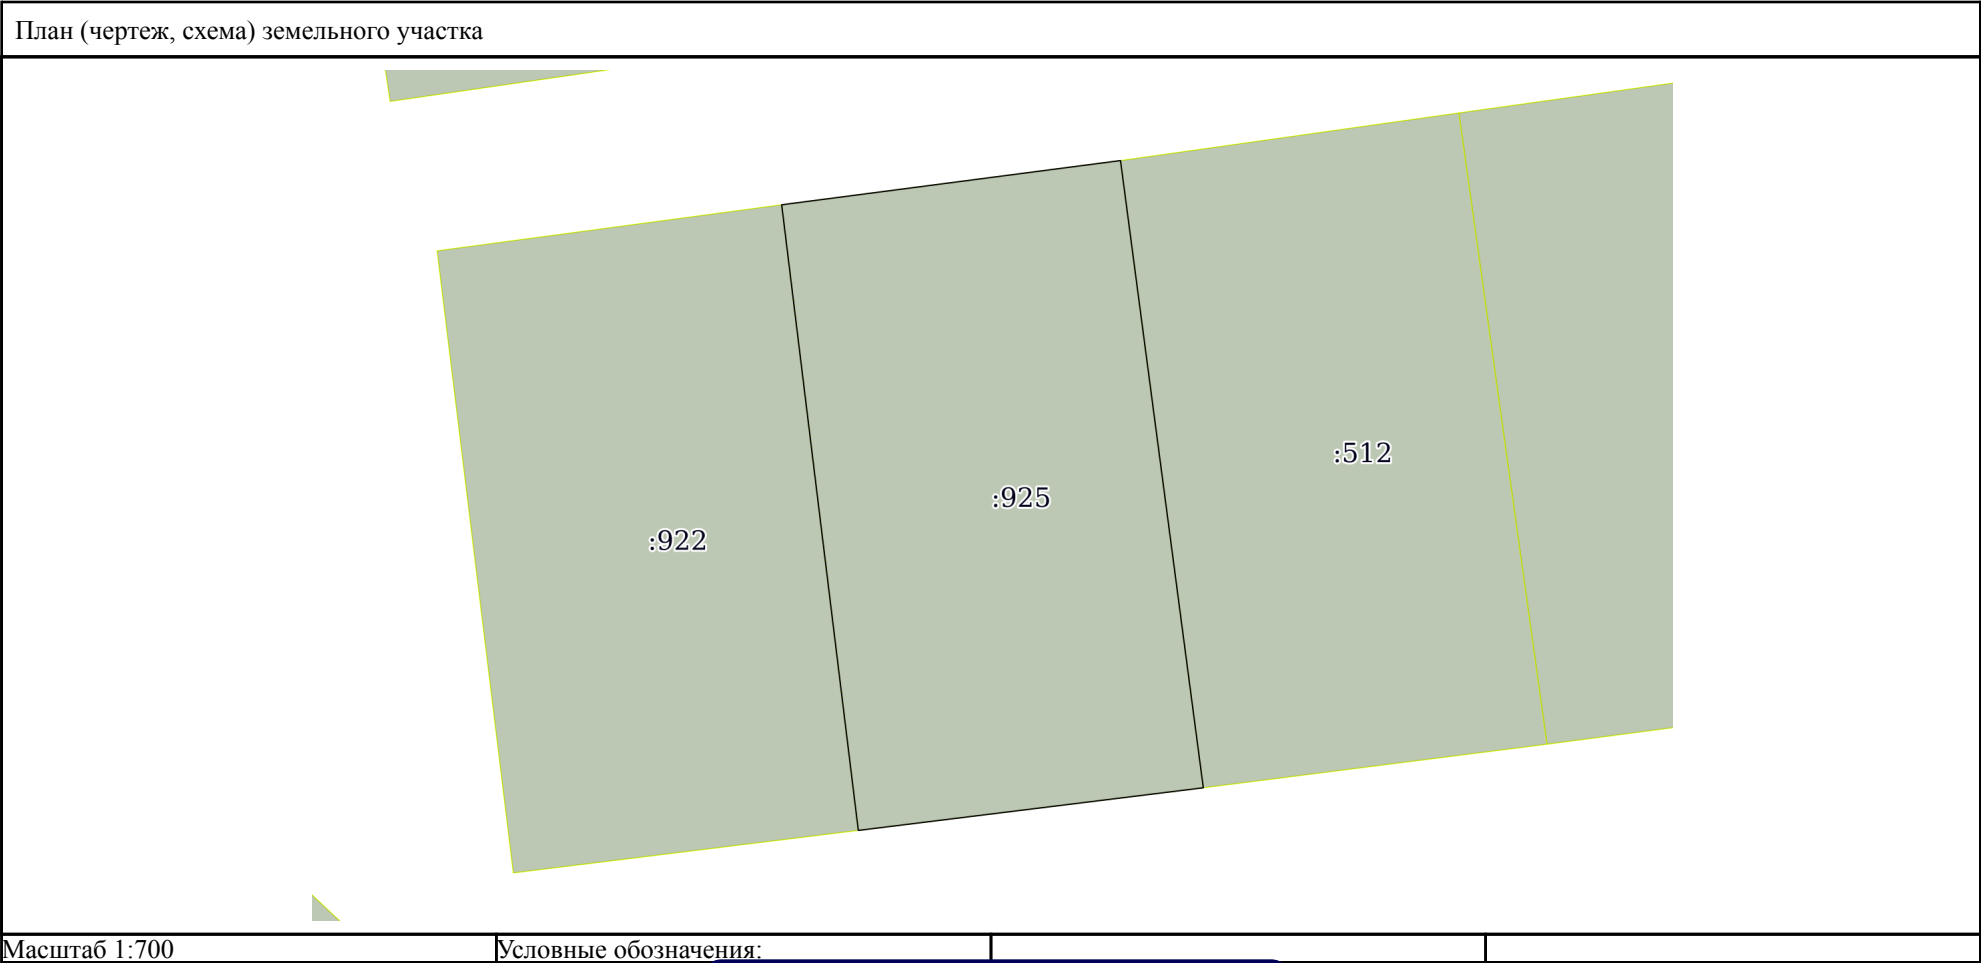 План (чертеж, схема) земельного участка
:512
:925
:922
Масштаб 1:700
Условные обозначения: